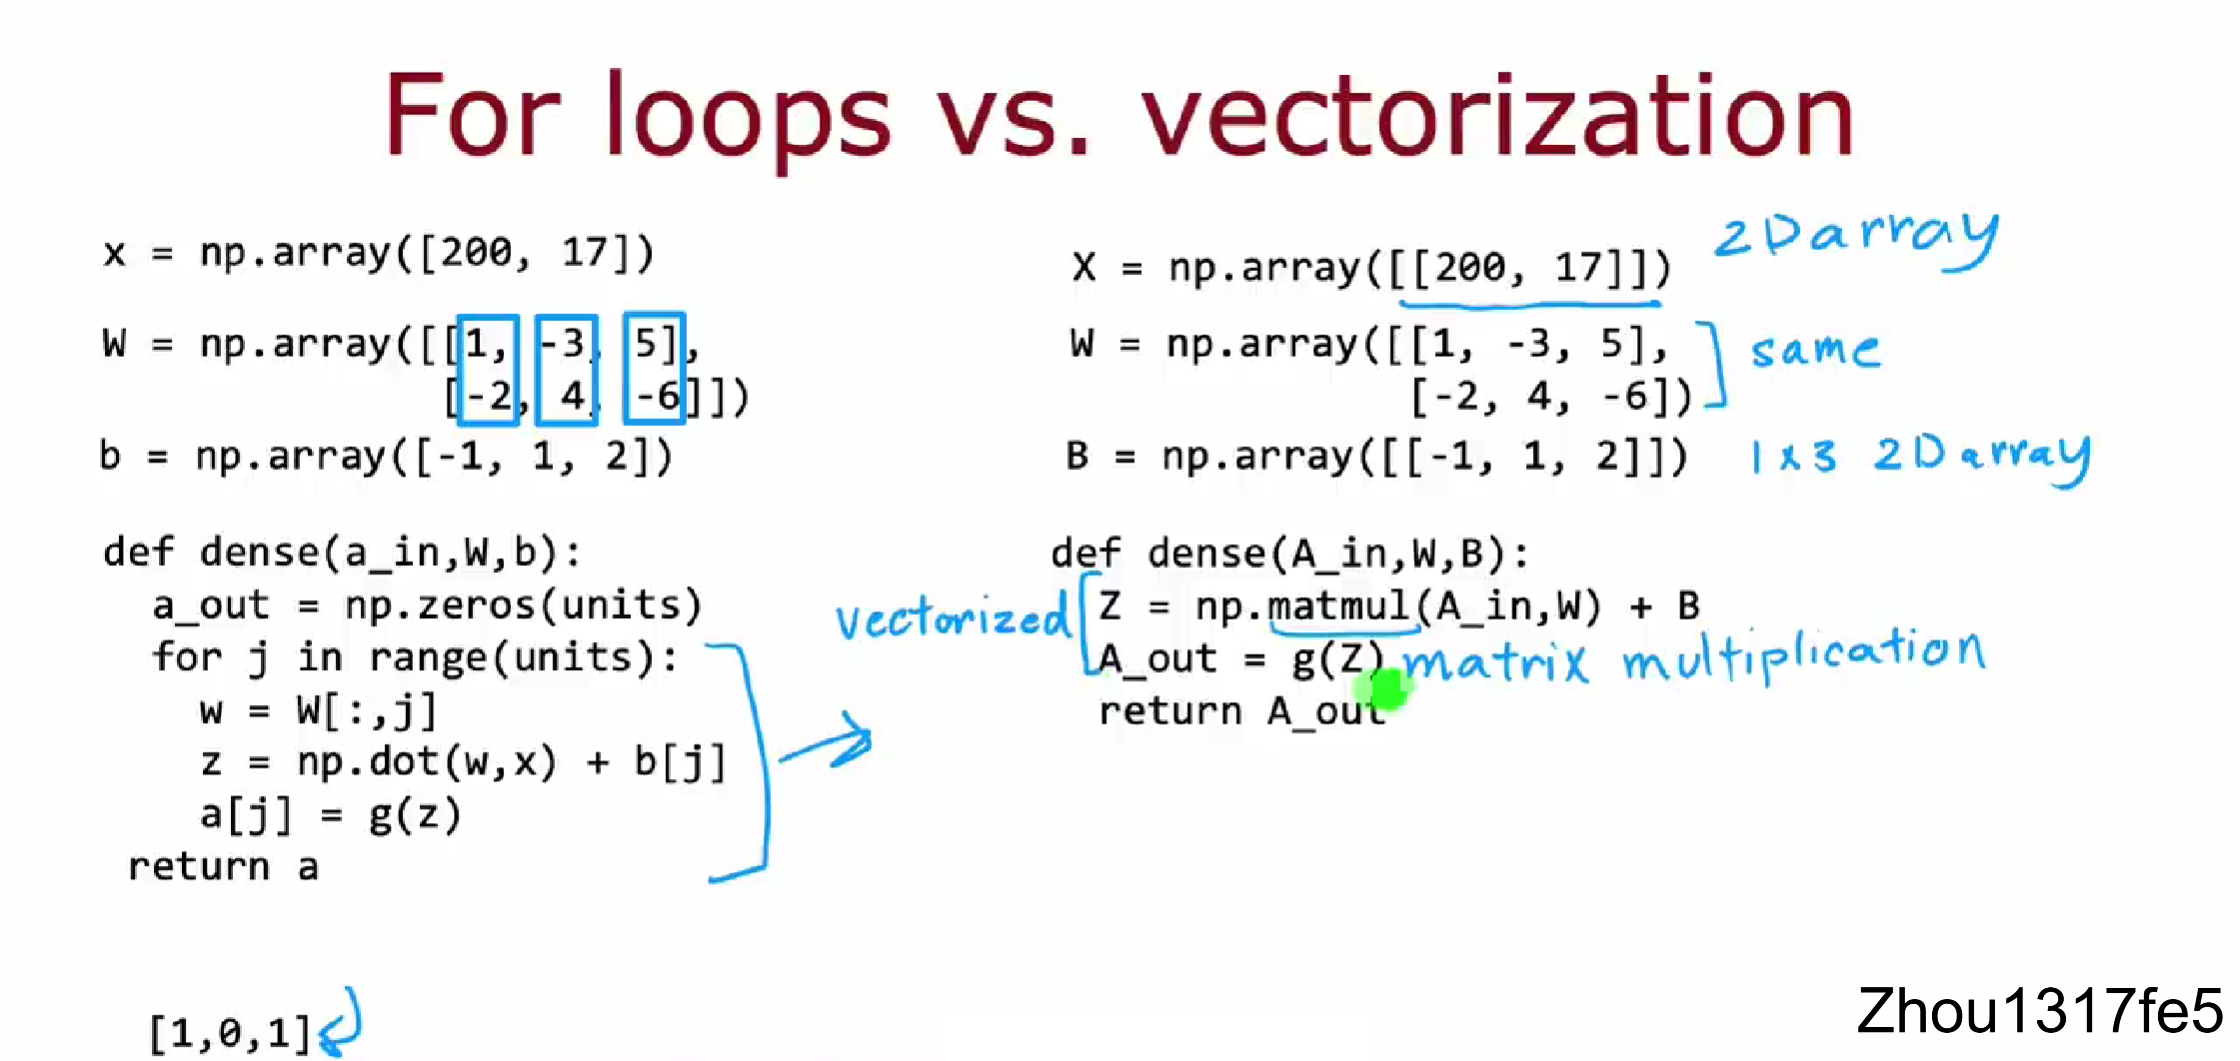 For loops vs. vectorization
x = np.array([200, 17])
W = np.array([[1, -3, 5],
[-2, 4, -6]])
b = np.array([-1, 1, 2])
def dense(a_in,W,b):
a_out = np.zeros(units)
for j in range(units):
w = W[:,j]
z = np.dot(w,x) + b[j]
a[j] = g(z)
return a
[1,0,1]
X = np.array([[200, 17]]) 2D array
W = np.array([[1, -3, 5],
[-2, 4, -6]) same
B = np.array([[-1, 1, 2]]) 1x3 2D array
def dense(A_in,W,B):
vectorized Z = np.matmul(A_in,W) + B
A_out = g(Z) matrix multiplication
return A_out
Zhou1317fe5